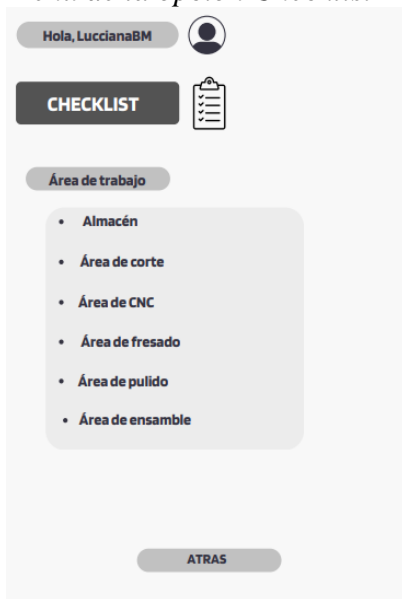 Hola, LuccianaBM
CHECKLIST
Área de trabajo
• Almacén
• Área de corte
• Área de CNC
• Área de fresado
• Área de pulido
• Área de ensamble
ATRAS